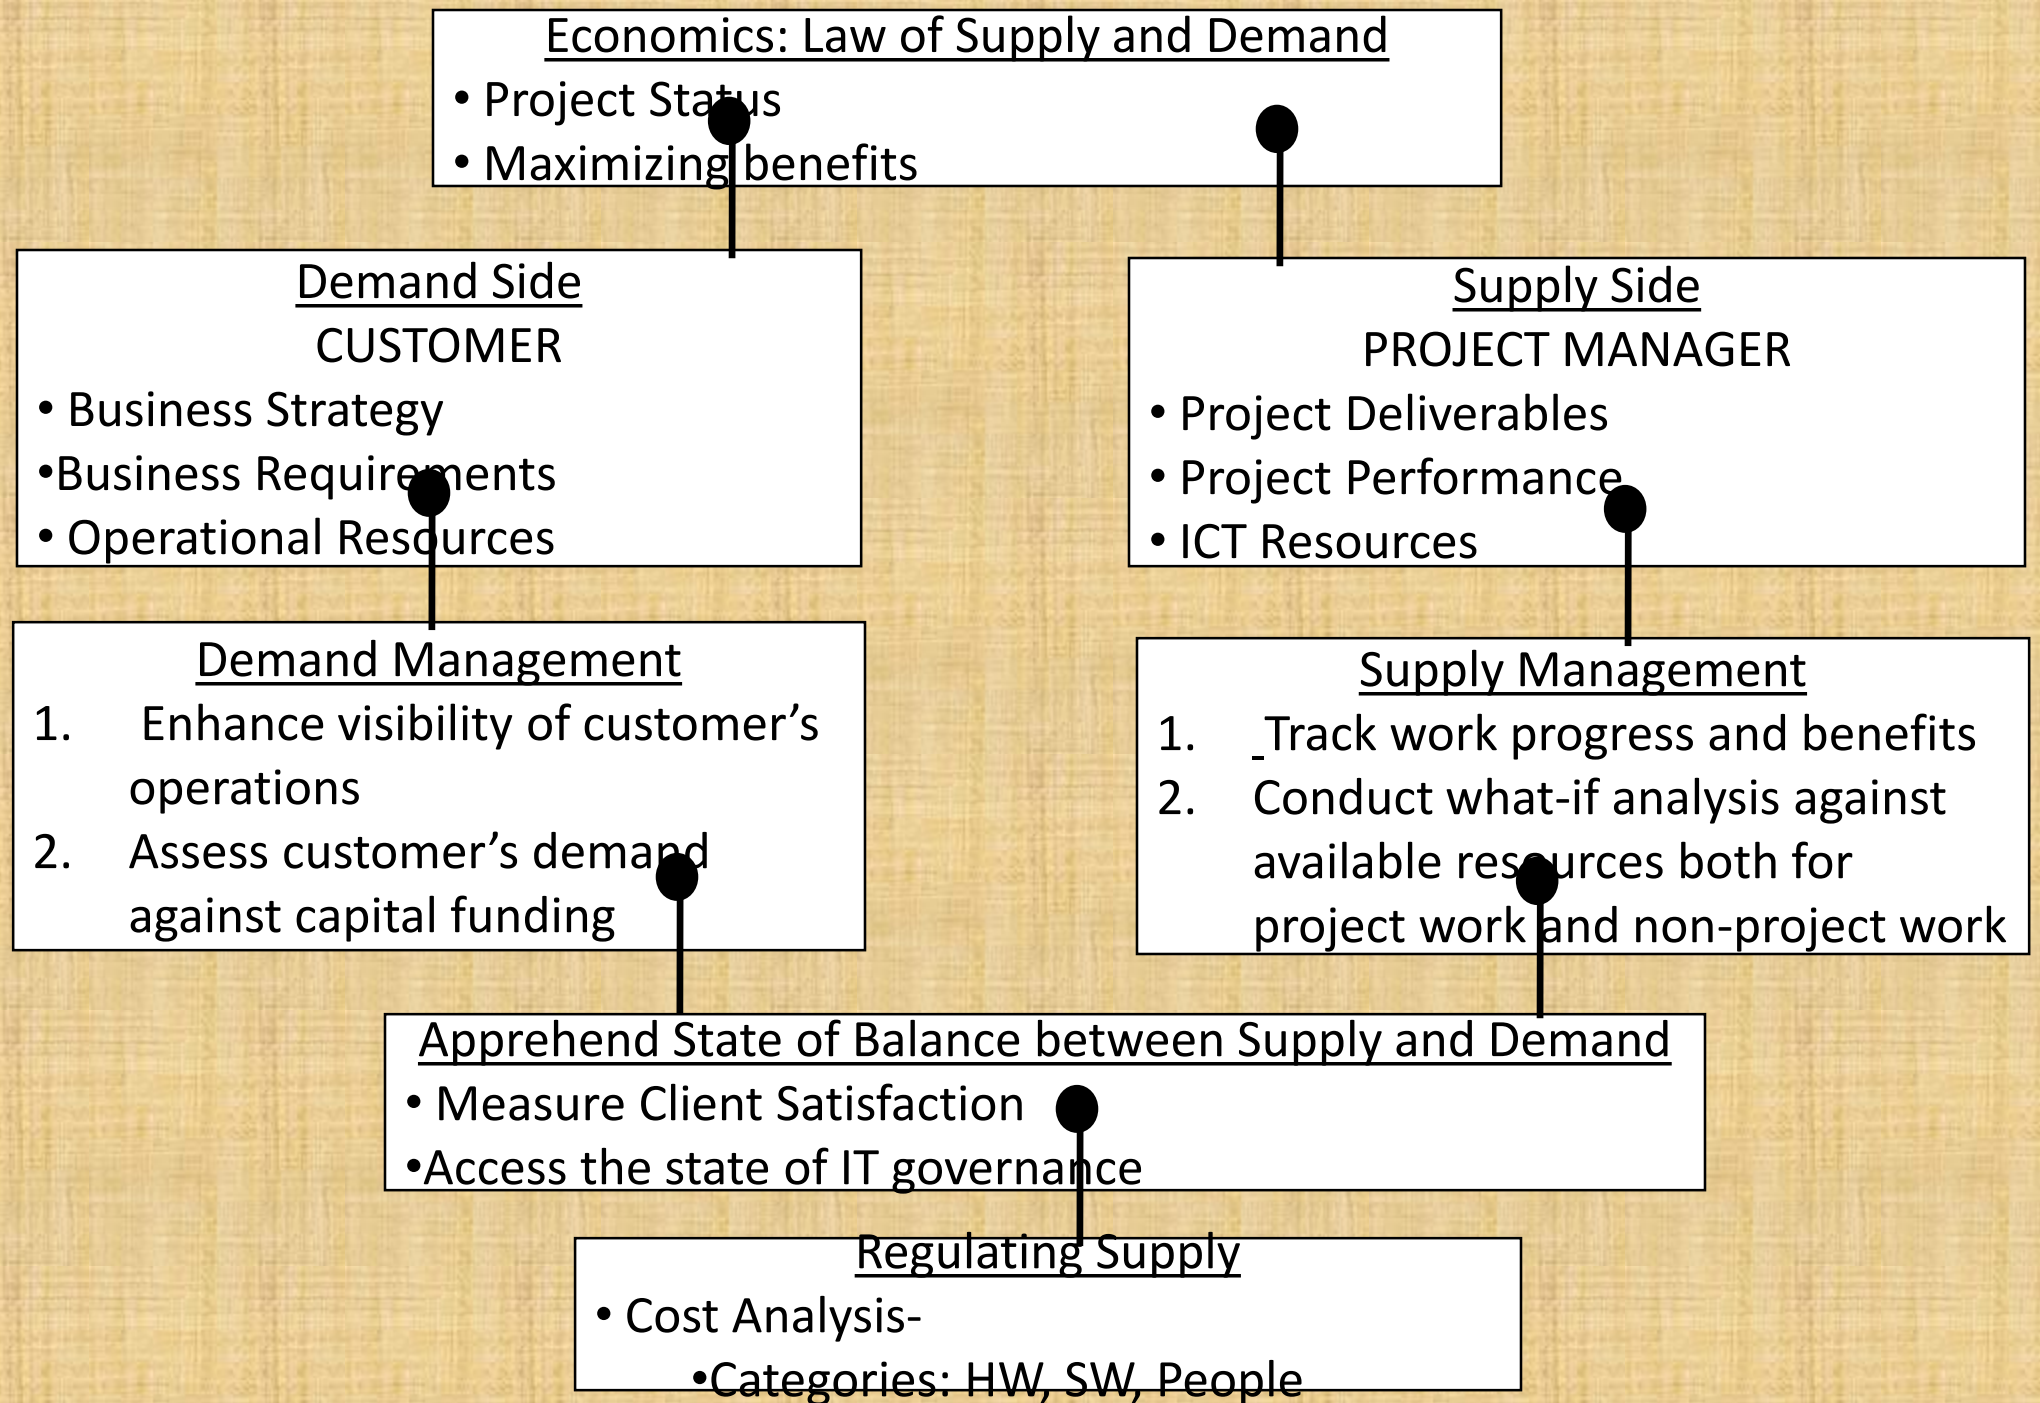 Economics: Law of Supply and Demand
• Project Status
• Maximizing benefits
Demand Side
CUSTOMER
• Business Strategy
•Business Requirements
• Operational Resources
Supply Side
PROJECT MANAGER
• Project Deliverables
• Project Performance
• ICT Resources
Demand Management
1. Enhance visibility of customer’s
operations
2. Assess customer’s demand
against capital funding
Supply Management
1. Track work progress and benefits
2. Conduct what-if analysis against
available resources both for
project work and non-project work
Apprehend State of Balance between Supply and Demand
• Measure Client Satisfaction
•Access the state of IT governance
Regulating Supply
• Cost Analysis-
•Categories: HW, SW, People